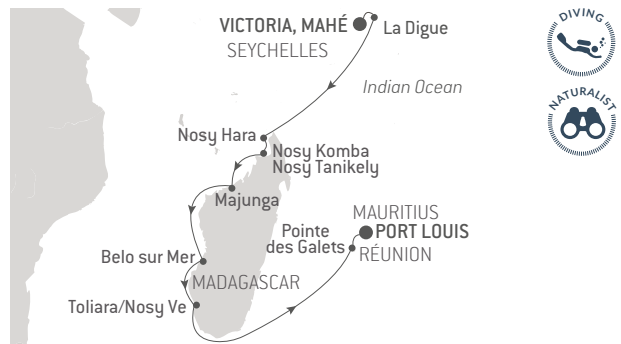 VICTORIA, MAHÉ
SEYCHELLES
La Digue
Indian Ocean
DIVING
NATURALIST
Nosy Hara
Nosy Komba
Nosy Tanikely
Majunga
MAURITIUS
PORT LOUIS
Pointe
des Galets
RÉUNION
Belo sur Mer
MADAGASCAR
Toliara/Nosy Ve